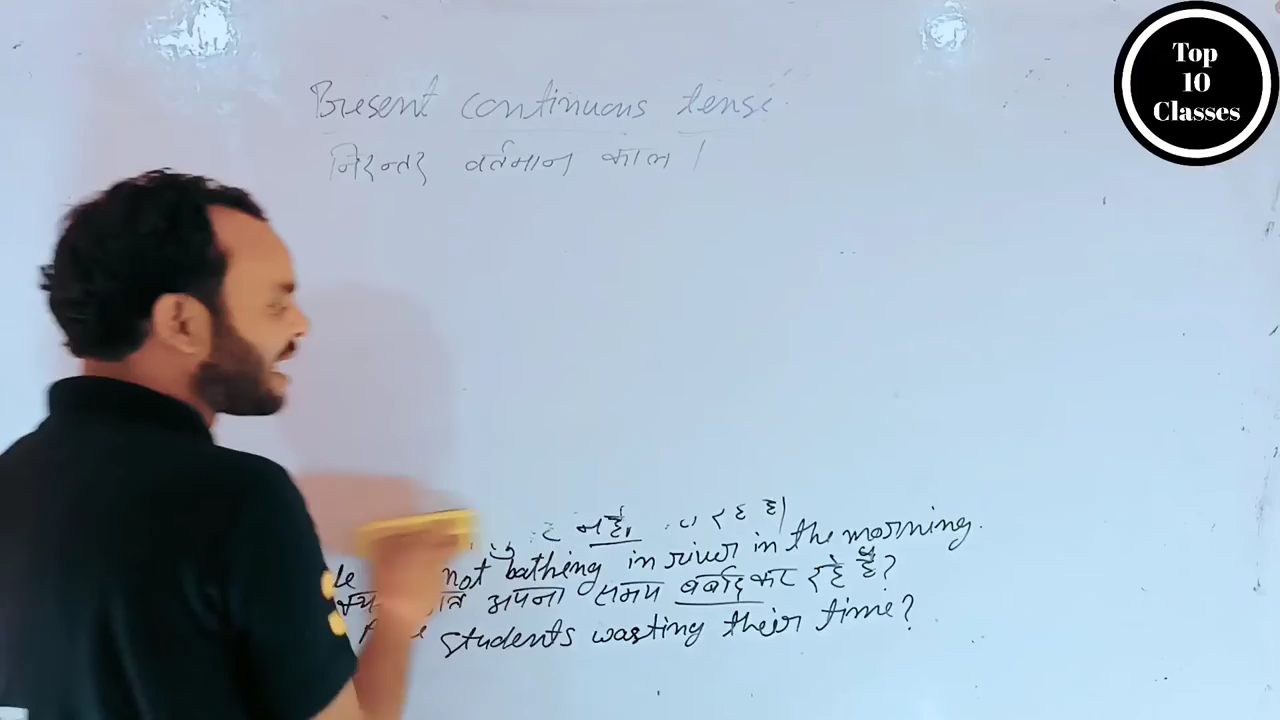 Top
10
Classes
Present continuous tense
निरन्तर वर्तमान काल ।
नहीं रहे है।
not bathing in river in the morning.
अपना समय बर्बाद कर रहे हैं?
students wasting their time?